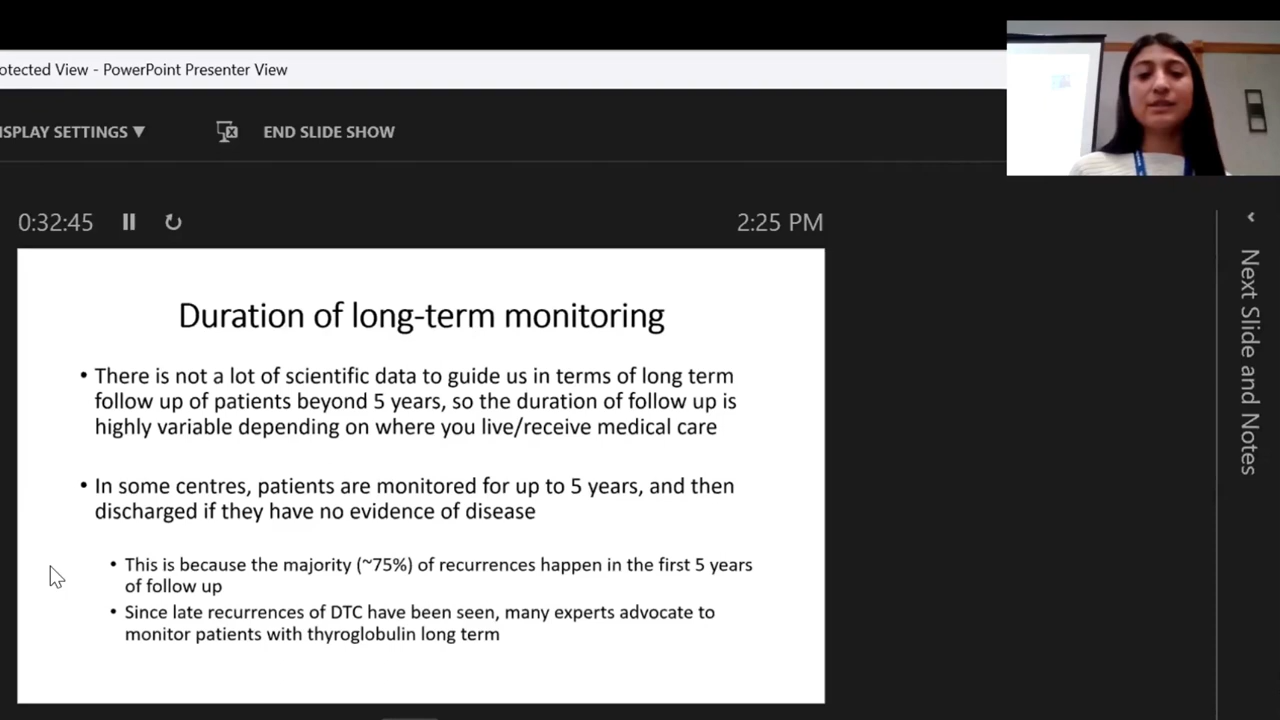 otected View - PowerPoint Presenter View
ISPLAY SETTINGS ▼
END SLIDE SHOW
0:32:45
2:25 PM
Duration of long-term monitoring
• There is not a lot of scientific data to guide us in terms of long term
follow up of patients beyond 5 years, so the duration of follow up is
highly variable depending on where you live/receive medical care
• In some centres, patients are monitored for up to 5 years, and then
discharged if they have no evidence of disease
• This is because the majority (~75%) of recurrences happen in the first 5 years
of follow up
• Since late recurrences of DTC have been seen, many experts advocate to
monitor patients with thyroglobulin long term
Next Slide and Notes